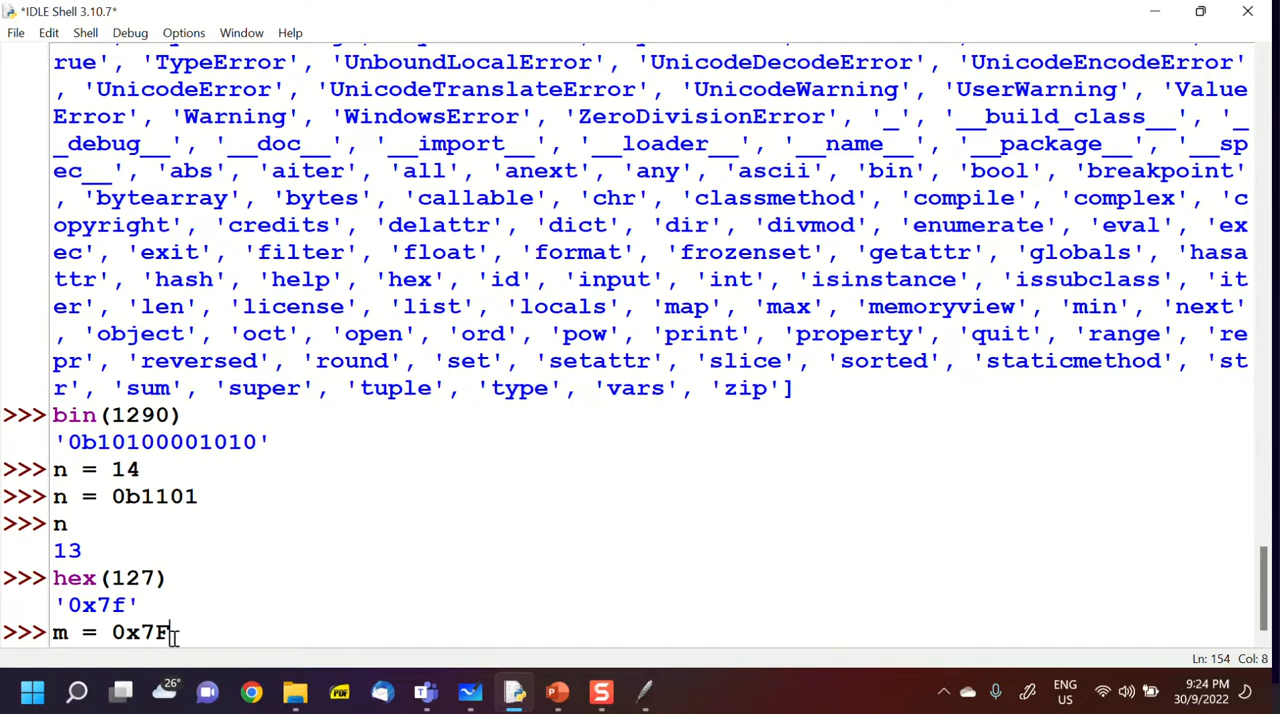 *IDLE Shell 3.10.7*
File Edit Shell Debug Options Window Help
rue', 'TypeError', 'UnboundLocalError', 'UnicodeDecodeError', 'UnicodeEncodeError'
, 'UnicodeError', 'UnicodeTranslateError', 'UnicodeWarning', 'UserWarning', 'Value
Error', 'Warning', 'WindowsError', 'ZeroDivisionError', '_', '__build_class__', '_
_debug__', '__doc__', '__import__', '__loader__', '__name__', '__package__', '__sp
ec__', 'abs', 'aiter', 'all', 'anext', 'any', 'ascii', 'bin', 'bool', 'breakpoint'
, 'bytearray', 'bytes', 'callable', 'chr', 'classmethod', 'compile', 'complex', 'c
opyright', 'credits', 'delattr', 'dict', 'dir', 'divmod', 'enumerate', 'eval', 'ex
ec', 'exit', 'filter', 'float', 'format', 'frozenset', 'getattr', 'globals', 'hasa
ttr', 'hash', 'help', 'hex', 'id', 'input', 'int', 'isinstance', 'issubclass', 'it
er', 'len', 'license', 'list', 'locals', 'map', 'max', 'memoryview', 'min', 'next'
, 'object', 'oct', 'open', 'ord', 'pow', 'print', 'property', 'quit', 'range', 're
pr', 'reversed', 'round', 'set', 'setattr', 'slice', 'sorted', 'staticmethod', 'st
r', 'sum', 'super', 'tuple', 'type', 'vars', 'zip']
>>> bin(1290)
'0b10100001010'
>>> n = 14
>>> n = 0b1101
>>> n
13
>>> hex(127)
'0x7f'
>>> m = 0x7F
Ln: 154 Col: 8
26°
PDF
ENG
US
9:24 PM
30/9/2022